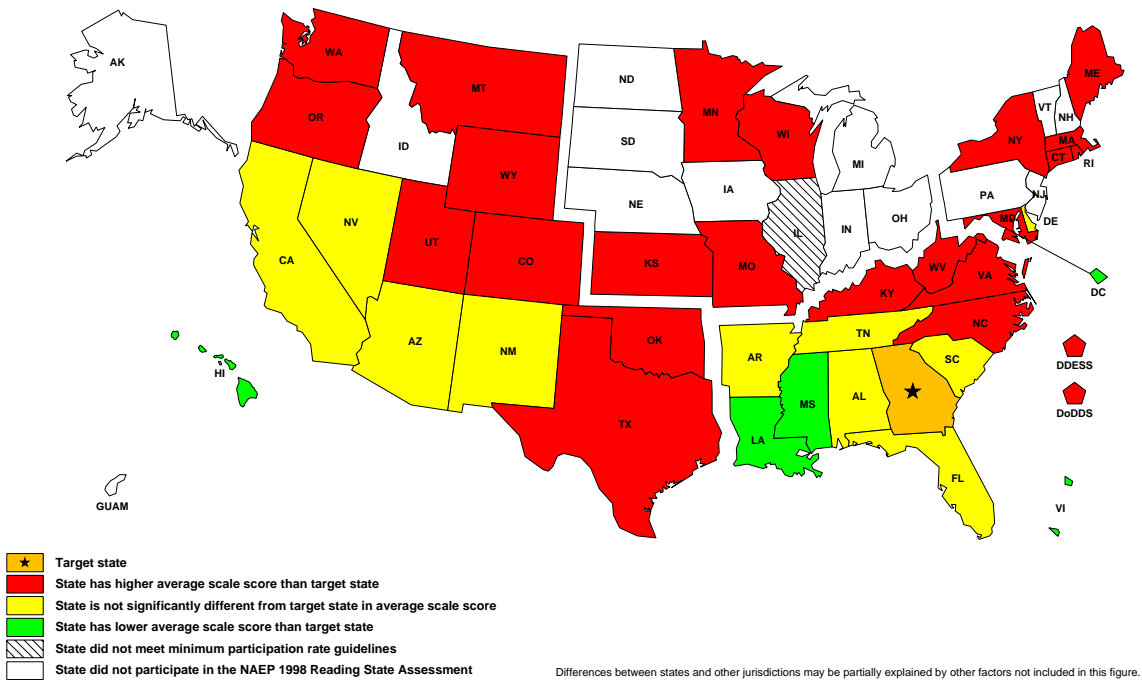 AK
WA
MT
ND
MN
ME
VT
NH
OR
ID
SD
WI
NY
MA
CT
RI
MI
WY
IA
PA
NJ
NE
OH
NV
UT
CO
IL
IN
MD
DE
CA
KS
MO
WV
VA
DC
KY
AZ
NM
OK
TN
NC
AR
SC
DDESS
HI
MS
AL
DoDDS
TX
LA
FL
GUAM
VI
Target state
State has higher average scale score than target state
State is not significantly different from target state in average scale score
State has lower average scale score than target state
State did not meet minimum participation rate guidelines
State did not participate in the NAEP 1998 Reading State Assessment
Differences between states and other jurisdictions may be partially explained by other factors not included in this figure.